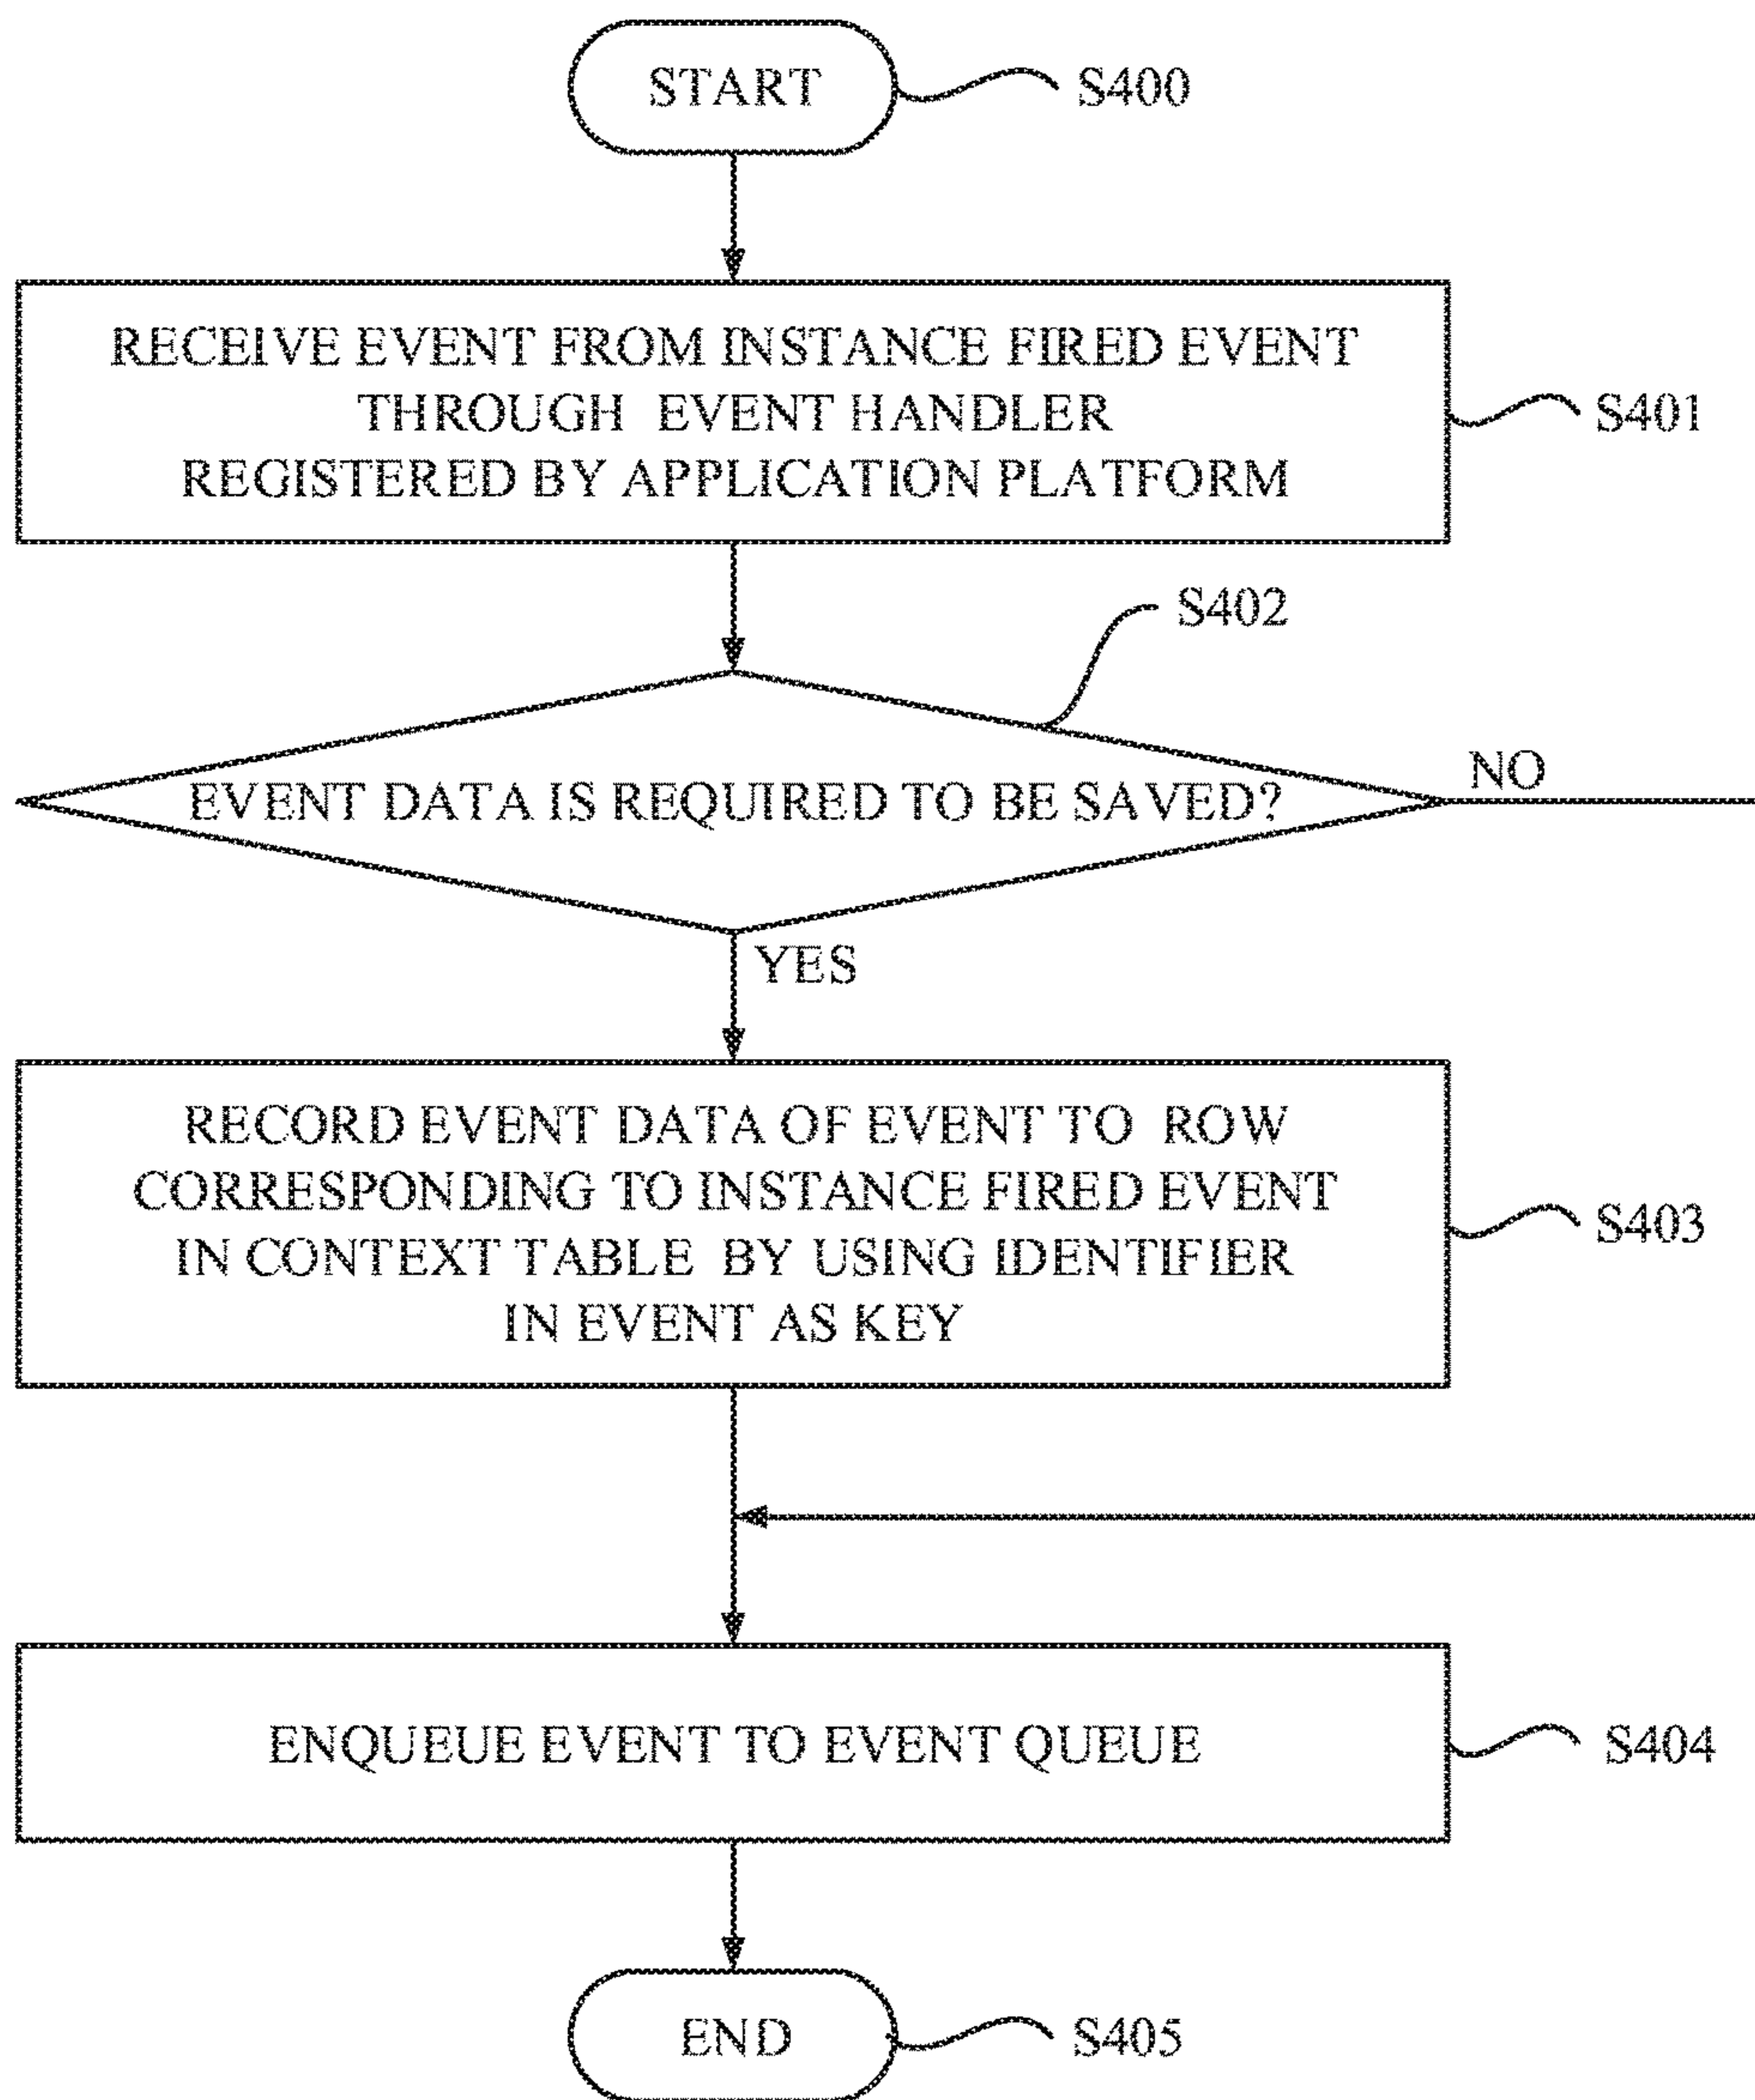 START
S400
RECEIVE EVENT FROM INSTANCE FIRED EVENT
THROUGH EVENT HANDLER
REGISTERED BY APPLICATION PLATFORM
S401
S402
EVENT DATA IS REQUIRED TO BE SAVED?
NO
YES
RECORD EVENT DATA OF EVENT TO ROW
CORRESPONDING TO INSTANCE FIRED EVENT
IN CONTEXT TABLE BY USING IDENTIFIER
IN EVENT AS KEY
S403
ENQUEUE EVENT TO EVENT QUEUE
S404
END
S405